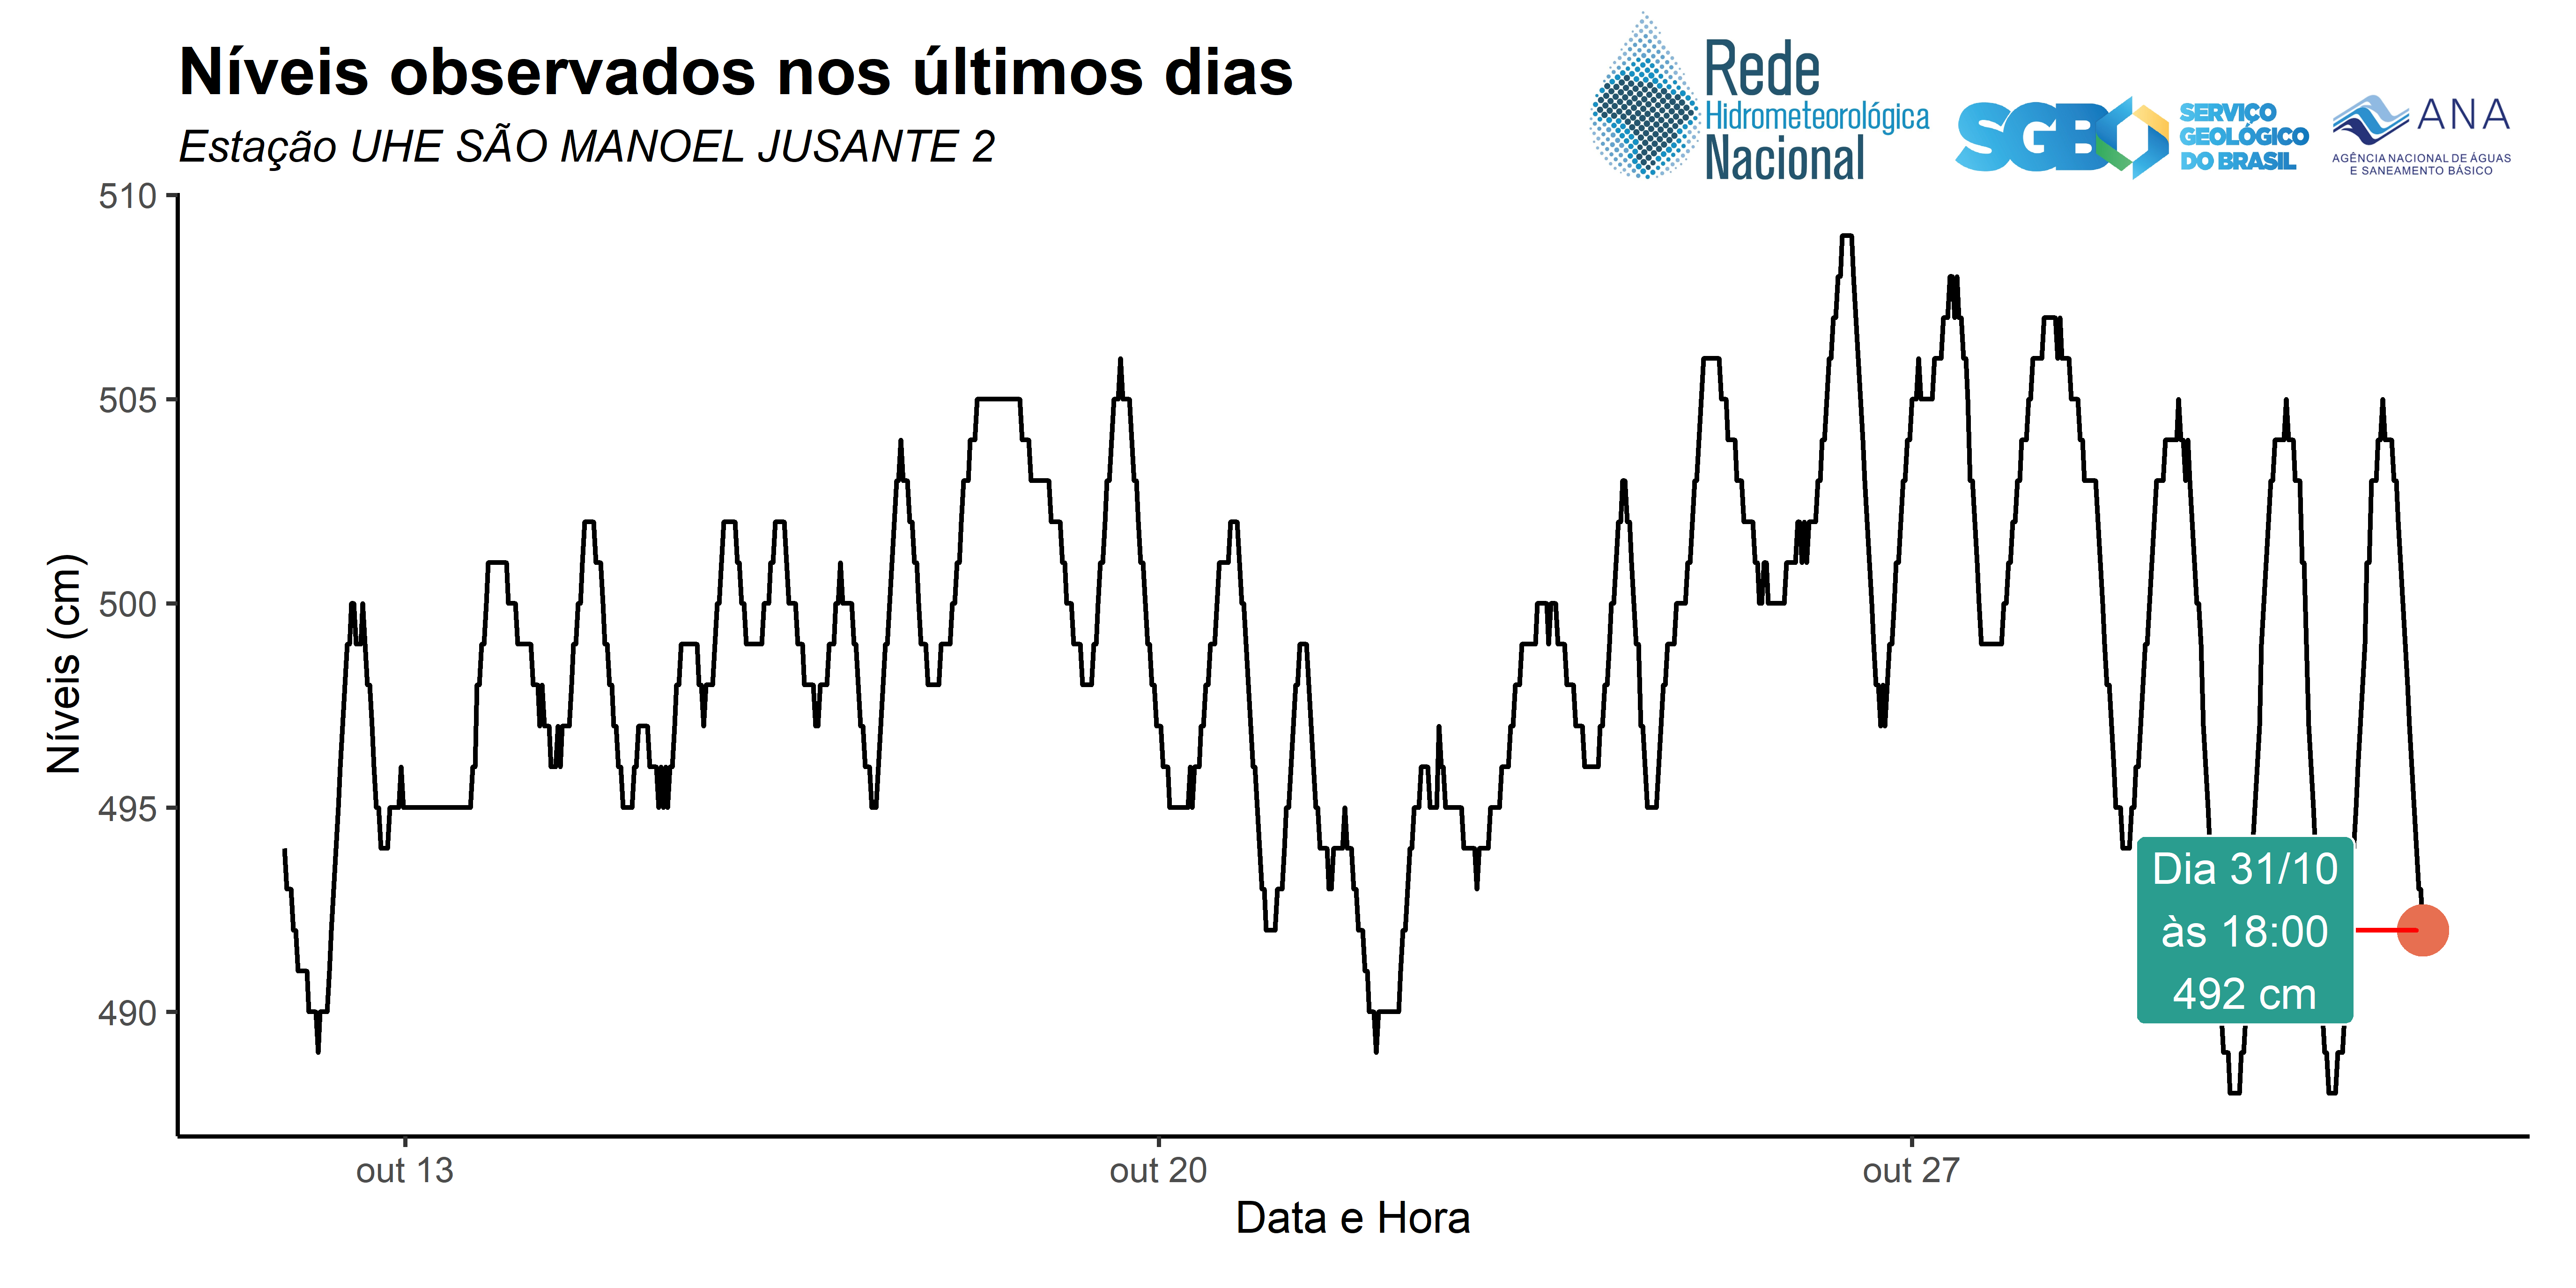 Níveis observados nos últimos dias
Estação UHE SÃO MANOEL JUSANTE 2
Rede
Hidrometeorológica
Nacional
SGB
SERVIÇO
GEOLÓGICO
DO BRASIL
ANA
AGÊNCIA NACIONAL DE ÁGUAS
E SANEAMENTO BÁSICO
510
505
500
495
490
Níveis (cm)
Dia 31/10
às 18:00
492 cm
out 13
out 20
out 27
Data e Hora